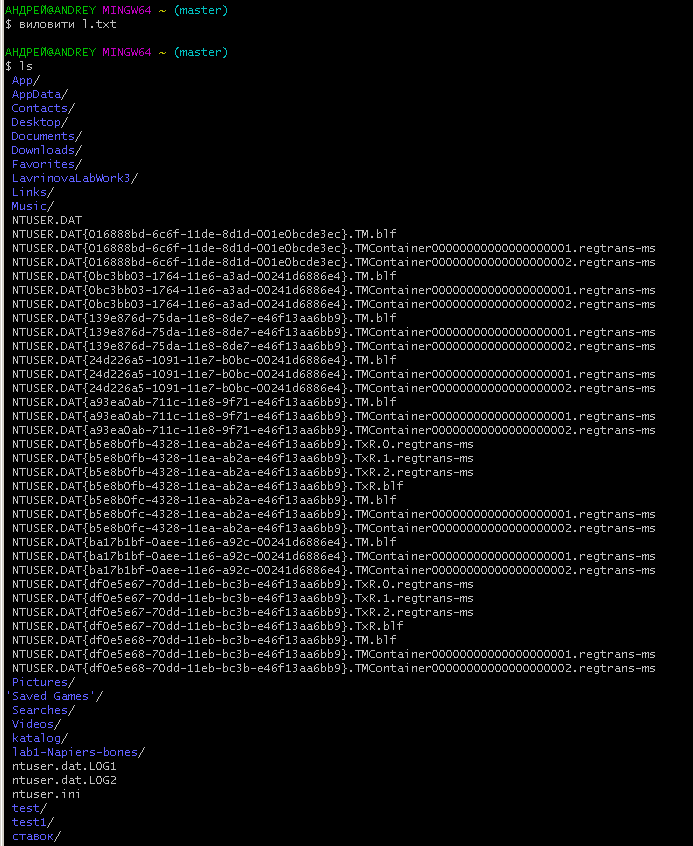 АНДРЕЙ@ANDREY MINGW64 ~ (master)
$ виловити l.txt
АНДРЕЙ@ANDREY MINGW64 ~ (master)
$ ls
App/
AppData/
Contacts/
Desktop/
Documents/
Downloads/
Favorites/
LavrinovaLabWork3/
Links/
Music/
NTUSER.DAT
NTUSER.DAT{016888bd-6c6f-11de-8d1d-001e0bcde3ec}.TM.blf
NTUSER.DAT{016888bd-6c6f-11de-8d1d-001e0bcde3ec}.TMContainer00000000000000000001.regtrans-ms
NTUSER.DAT{016888bd-6c6f-11de-8d1d-001e0bcde3ec}.TMContainer00000000000000000002.regtrans-ms
NTUSER.DAT{0bc3bb03-1764-11e6-a3ad-00241d6886e4}.TM.blf
NTUSER.DAT{0bc3bb03-1764-11e6-a3ad-00241d6886e4}.TMContainer00000000000000000001.regtrans-ms
NTUSER.DAT{0bc3bb03-1764-11e6-a3ad-00241d6886e4}.TMContainer00000000000000000002.regtrans-ms
NTUSER.DAT{139e876d-75da-11e8-8de7-e46f13aa6bb9}.TM.blf
NTUSER.DAT{139e876d-75da-11e8-8de7-e46f13aa6bb9}.TMContainer00000000000000000001.regtrans-ms
NTUSER.DAT{139e876d-75da-11e8-8de7-e46f13aa6bb9}.TMContainer00000000000000000002.regtrans-ms
NTUSER.DAT{24d226a5-1091-11e7-b0bc-00241d6886e4}.TM.blf
NTUSER.DAT{24d226a5-1091-11e7-b0bc-00241d6886e4}.TMContainer00000000000000000001.regtrans-ms
NTUSER.DAT{24d226a5-1091-11e7-b0bc-00241d6886e4}.TMContainer00000000000000000002.regtrans-ms
NTUSER.DAT{a93ea0ab-711c-11e8-9f71-e46f13aa6bb9}.TM.blf
NTUSER.DAT{a93ea0ab-711c-11e8-9f71-e46f13aa6bb9}.TMContainer00000000000000000001.regtrans-ms
NTUSER.DAT{a93ea0ab-711c-11e8-9f71-e46f13aa6bb9}.TMContainer00000000000000000002.regtrans-ms
NTUSER.DAT{b5e8b0fb-4328-11ea-ab2a-e46f13aa6bb9}.TxR.0.regtrans-ms
NTUSER.DAT{b5e8b0fb-4328-11ea-ab2a-e46f13aa6bb9}.TxR.1.regtrans-ms
NTUSER.DAT{b5e8b0fb-4328-11ea-ab2a-e46f13aa6bb9}.TxR.2.regtrans-ms
NTUSER.DAT{b5e8b0fb-4328-11ea-ab2a-e46f13aa6bb9}.TxR.blf
NTUSER.DAT{b5e8b0fc-4328-11ea-ab2a-e46f13aa6bb9}.TM.blf
NTUSER.DAT{b5e8b0fc-4328-11ea-ab2a-e46f13aa6bb9}.TMContainer00000000000000000001.regtrans-ms
NTUSER.DAT{b5e8b0fc-4328-11ea-ab2a-e46f13aa6bb9}.TMContainer00000000000000000002.regtrans-ms
NTUSER.DAT{ba17b1bf-0aee-11e6-a92c-00241d6886e4}.TM.blf
NTUSER.DAT{ba17b1bf-0aee-11e6-a92c-00241d6886e4}.TMContainer00000000000000000001.regtrans-ms
NTUSER.DAT{ba17b1bf-0aee-11e6-a92c-00241d6886e4}.TMContainer00000000000000000002.regtrans-ms
NTUSER.DAT{df0e5e67-70dd-11eb-bc3b-e46f13aa6bb9}.TxR.0.regtrans-ms
NTUSER.DAT{df0e5e67-70dd-11eb-bc3b-e46f13aa6bb9}.TxR.1.regtrans-ms
NTUSER.DAT{df0e5e67-70dd-11eb-bc3b-e46f13aa6bb9}.TxR.2.regtrans-ms
NTUSER.DAT{df0e5e67-70dd-11eb-bc3b-e46f13aa6bb9}.TxR.blf
NTUSER.DAT{df0e5e68-70dd-11eb-bc3b-e46f13aa6bb9}.TM.blf
NTUSER.DAT{df0e5e68-70dd-11eb-bc3b-e46f13aa6bb9}.TMContainer00000000000000000001.regtrans-ms
NTUSER.DAT{df0e5e68-70dd-11eb-bc3b-e46f13aa6bb9}.TMContainer00000000000000000002.regtrans-ms
Pictures/
'Saved Games'/
Searches/
Videos/
katalog/
lab1-Napiers-bones/
ntuser.dat.LOG1
ntuser.dat.LOG2
ntuser.ini
test/
test1/
ставок/